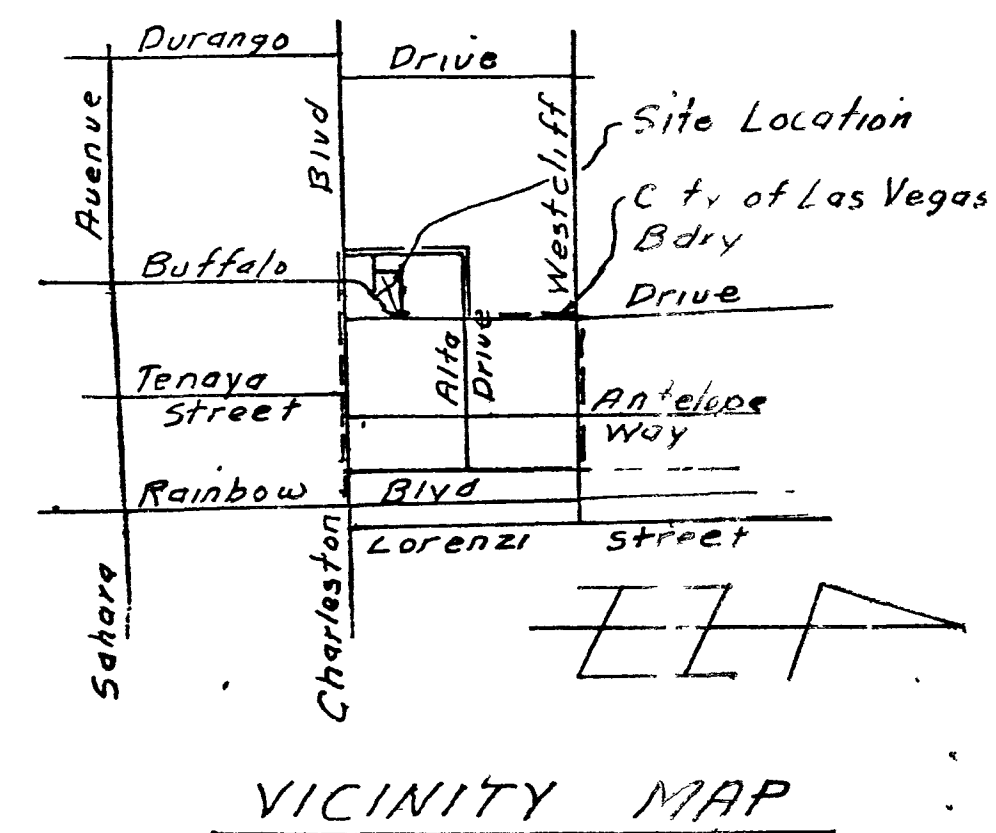 Durango
Drive
Avenue
Blvd
Westcliff
Site Location
C ty of Las Vegas
Bdry
Buffalo
Drive
Alta
Drive
Tenaya
Street
Antelope
Way
Rainbow
Blvd
Lorenzi
Street
Sahara
Charleston
VICINITY MAP